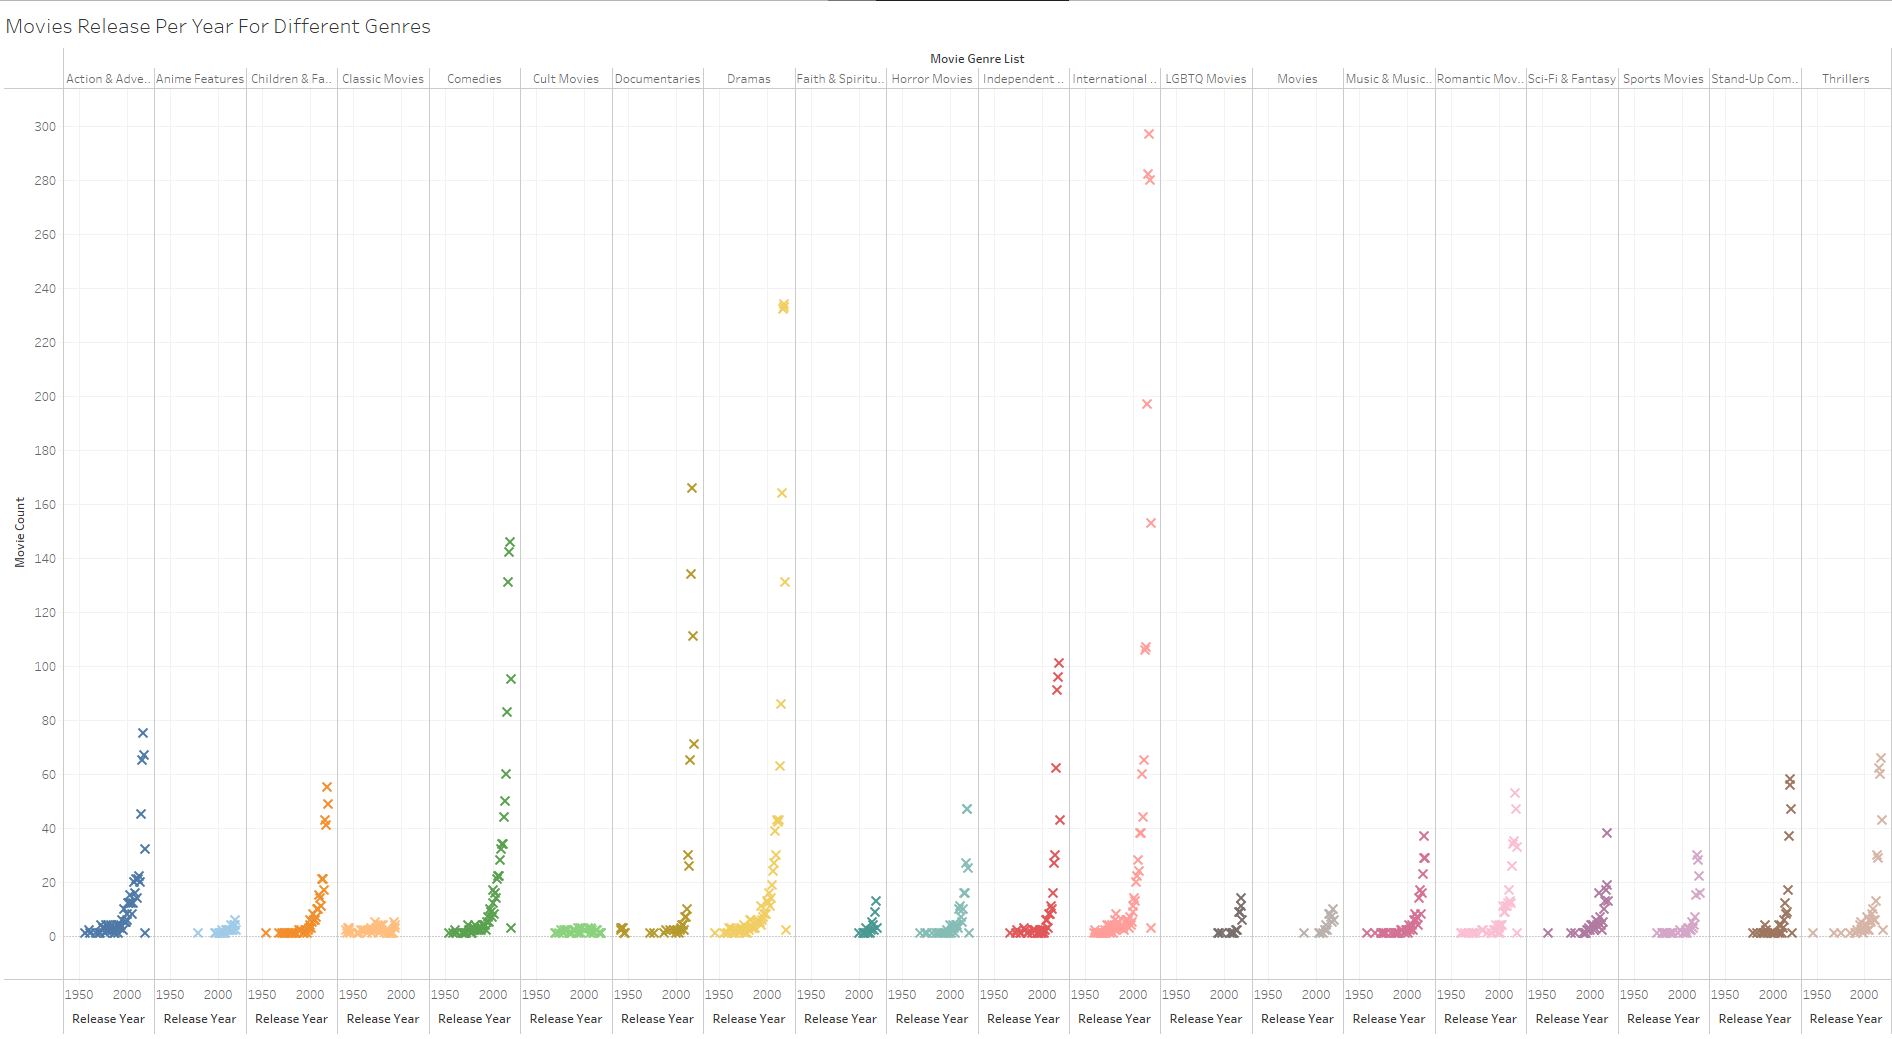 Movies Release Per Year For Different Genres
Movie Genre List
Action & Adve.. Anime Features Children & Fa.. Classic Movies Comedies Cult Movies Documentaries Dramas Faith & Spiritu.. Horror Movies Independent .. International .. LGBTQ Movies Movies Music & Music.. Romantic Mov.. Sci-Fi & Fantasy Sports Movies Stand-Up Com.. Thrillers
300
280
260
240
220
200
180
160
140
120
100
80
60
40
20
0
Movie Count
1950 2000 1950 2000 1950 2000 1950 2000 1950 2000 1950 2000 1950 2000 1950 2000 1950 2000 1950 2000 1950 2000 1950 2000 1950 2000 1950 2000 1950 2000 1950 2000 1950 2000 1950 2000 1950 2000 1950 2000
Release Year Release Year Release Year Release Year Release Year Release Year Release Year Release Year Release Year Release Year Release Year Release Year Release Year Release Year Release Year Release Year Release Year Release Year Release Year Release Year